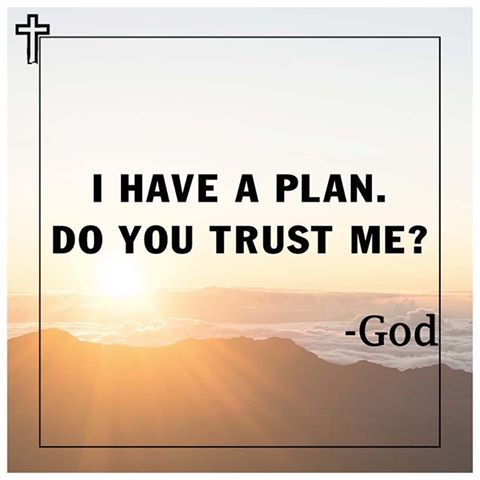 I HAVE A PLAN.
DO YOU TRUST ME?
-God